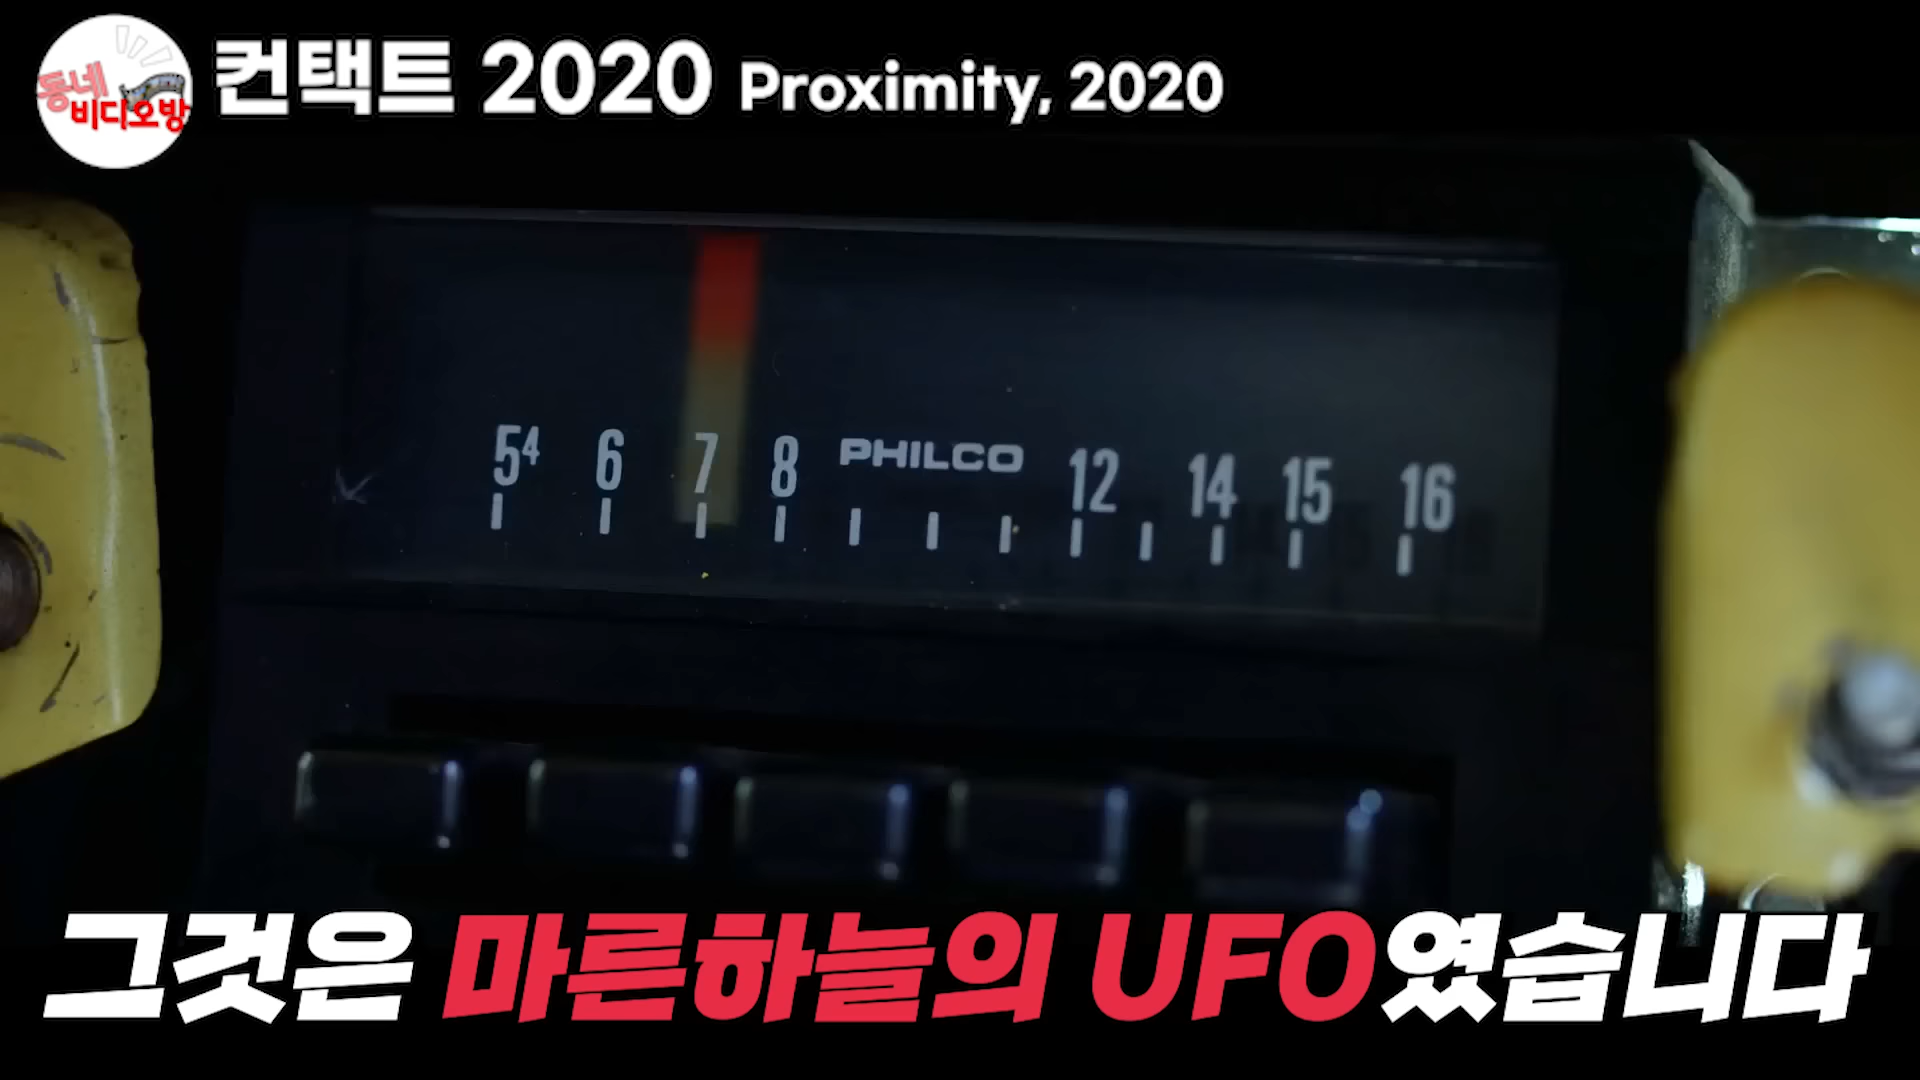 동네
비디오방
컨택트 2020 Proximity, 2020
5⁴ 6 7 8 PHILCO 12 14 15 16
그것은 마른하늘의 UFO였습니다